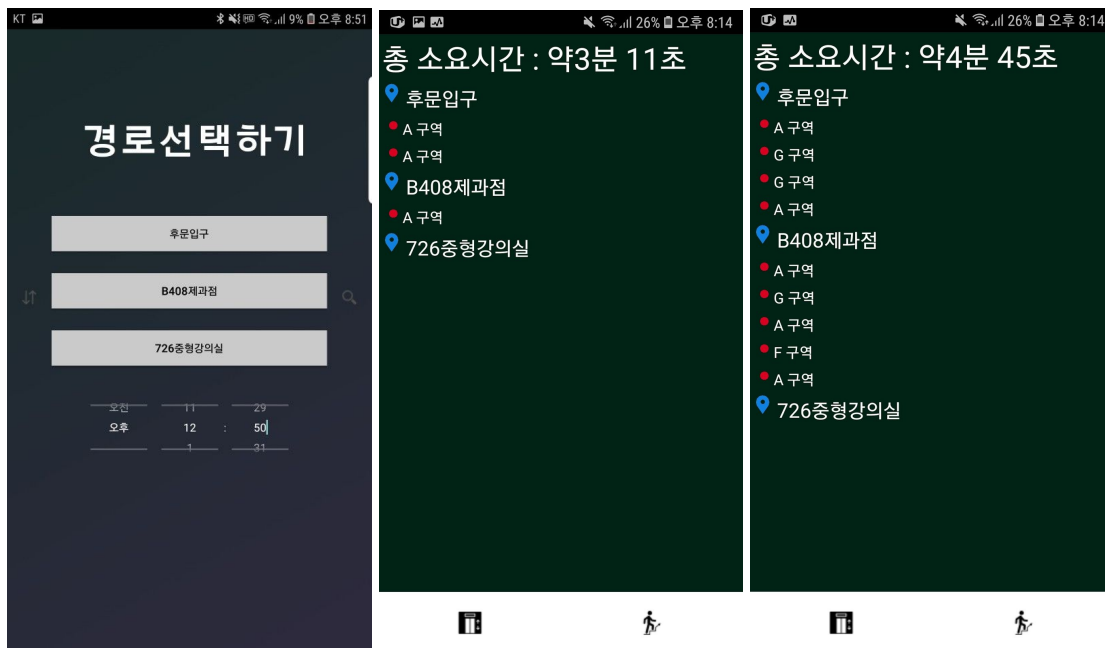 KT HD 9% 오후 8:51
경로선택하기
후문입구
B408제과점
726중형강의실
오전 11 29
오후 12 : 50
1 31
26% 오후 8:14
총 소요시간 : 약3분 11초
후문입구
A 구역
A 구역
B408제과점
A 구역
726중형강의실
26% 오후 8:14
총 소요시간 : 약4분 45초
후문입구
A 구역
G 구역
G 구역
A 구역
B408제과점
A 구역
G 구역
A 구역
F 구역
A 구역
726중형강의실